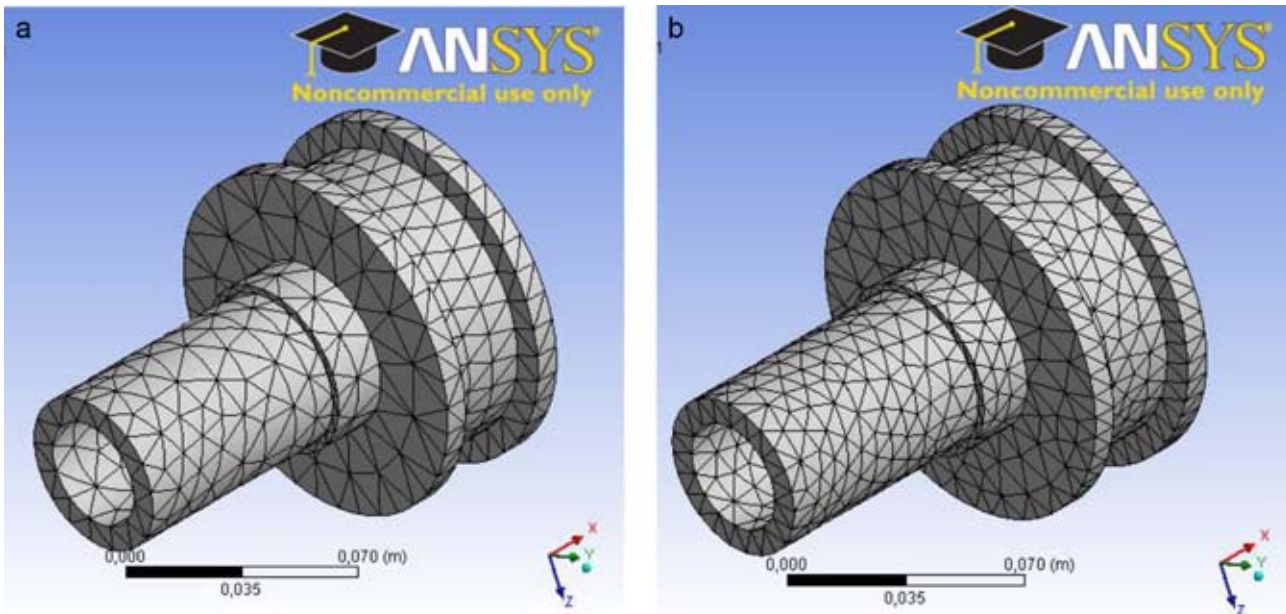 a
ANSYS®
Noncommercial use only
0,000
0,070 (m)
0,035
X
Y
Z
b
1
ANSYS®
Noncommercial use only
0,000
0,070 (m)
0,035
X
Y
Z